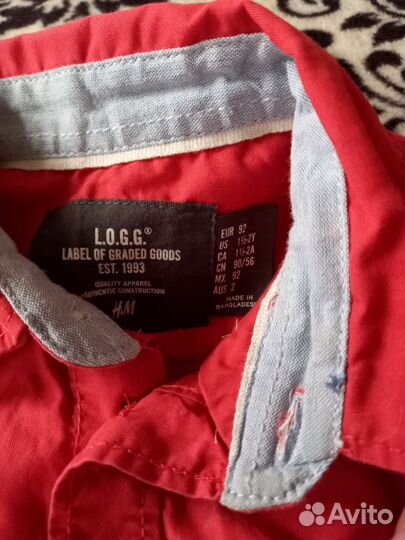 L.O.G.G.®
LABEL OF GRADED GOODS
EST. 1993
QUALITY APPAREL
AUTHENTIC CONSTRUCTION
H&M
EUR 92
US 1½-2Y
CA 1½-2A
CN 90/56
MX 92
AUS 2
MADE IN
BANGLADESH
Avito